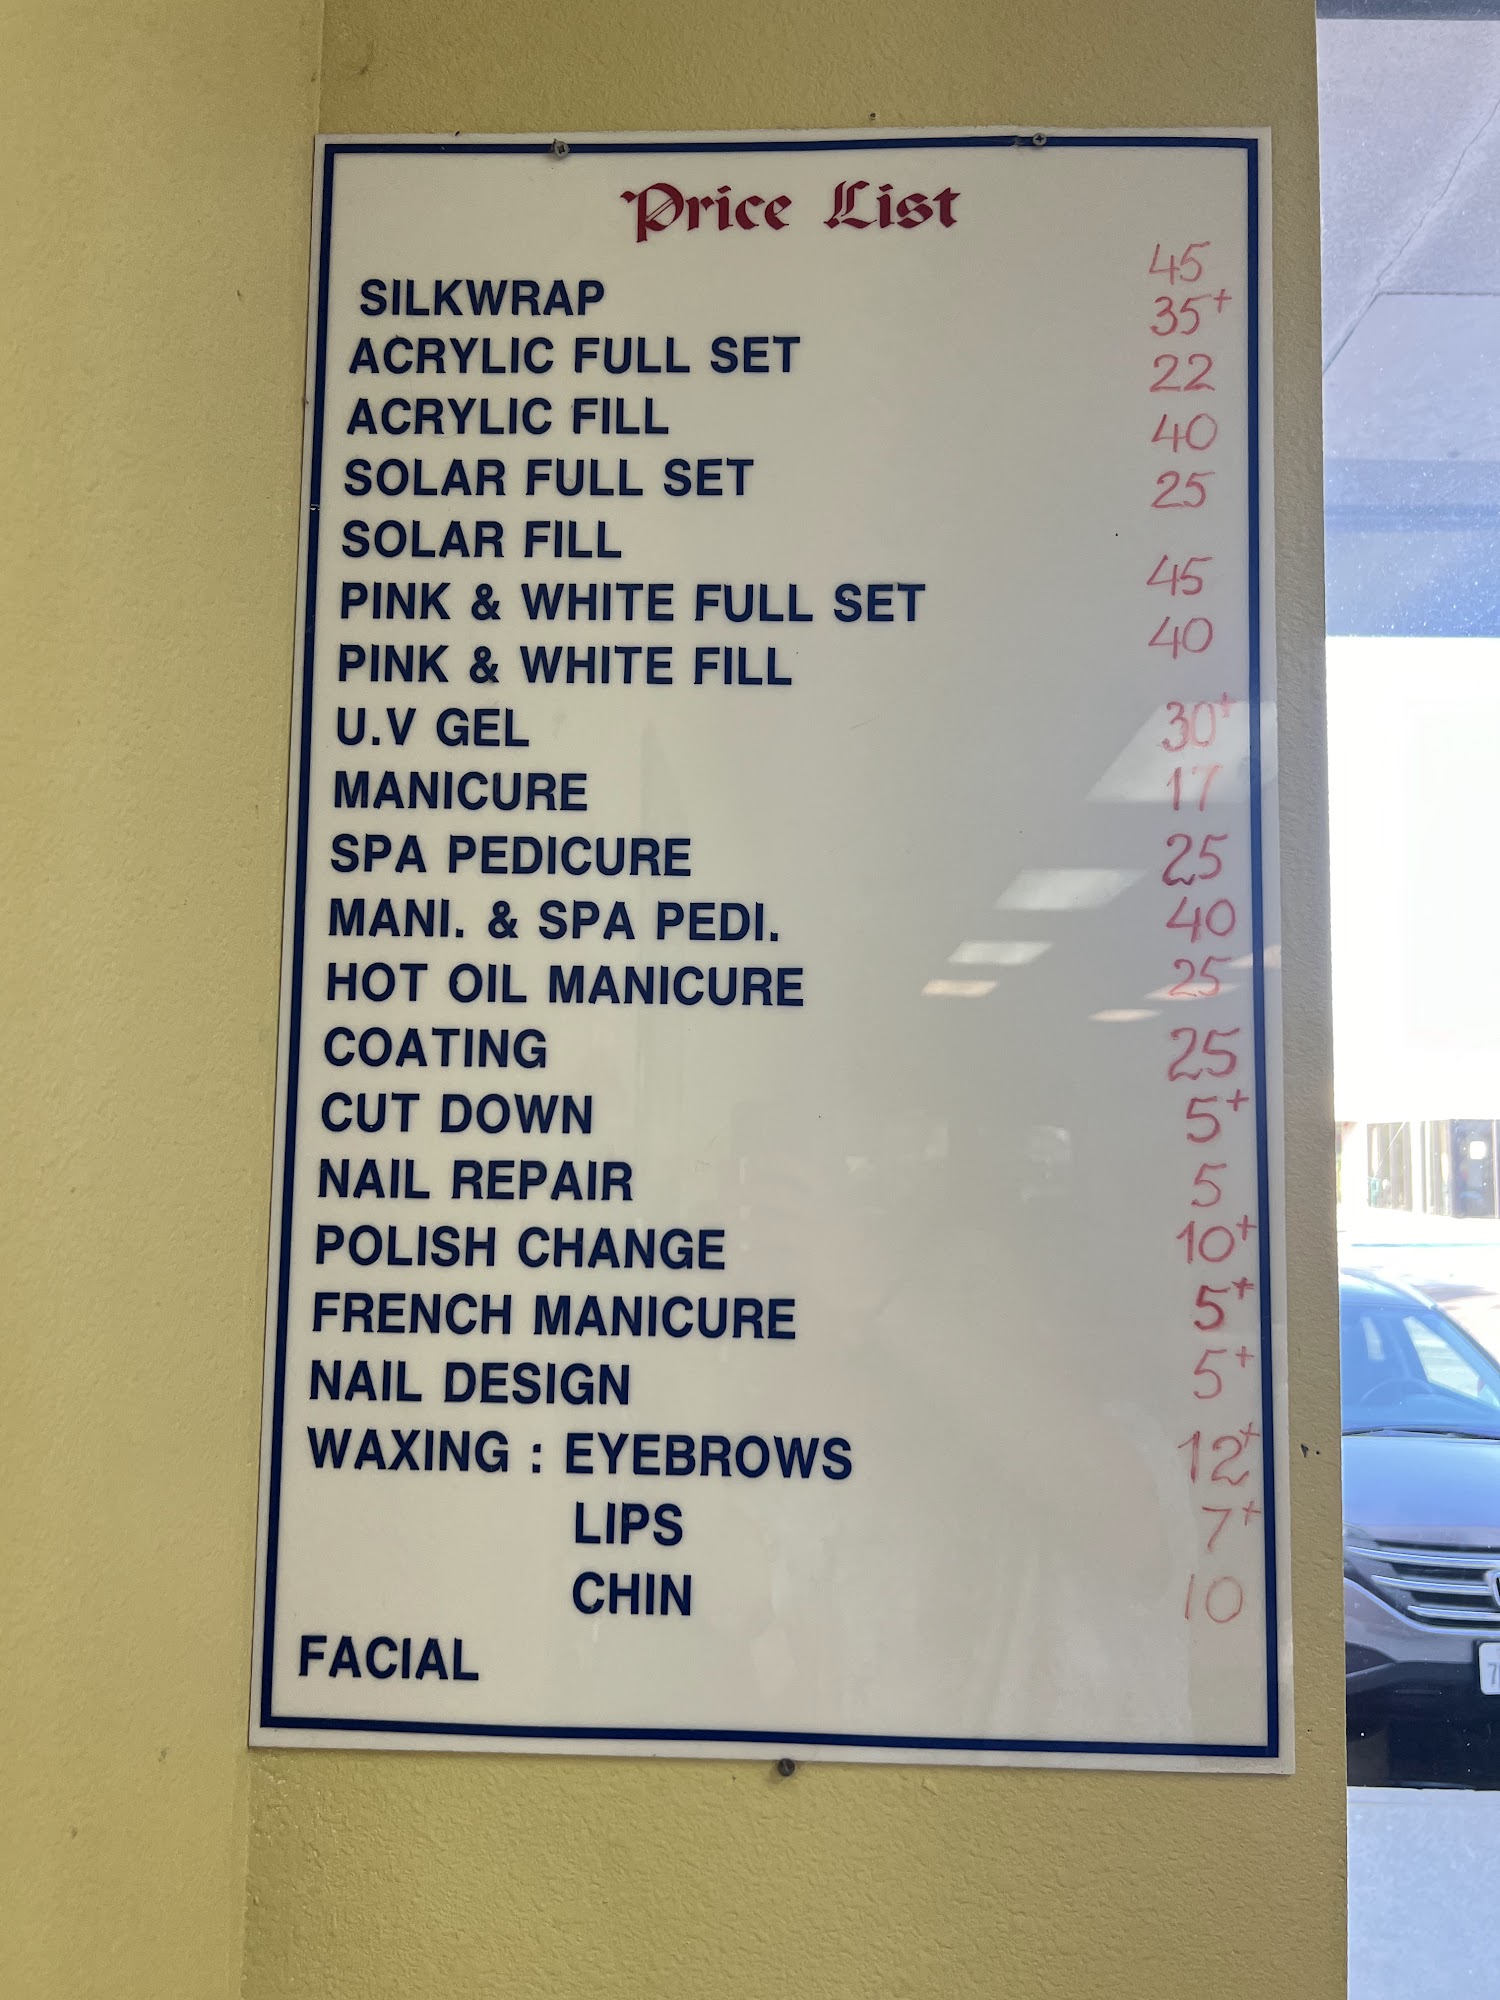 Price List
SILKWRAP 45
ACRYLIC FULL SET 35+
ACRYLIC FILL 22
SOLAR FULL SET 40
SOLAR FILL 25
PINK & WHITE FULL SET 45
PINK & WHITE FILL 40
U.V GEL 30+
MANICURE 17
SPA PEDICURE 25
MANI. & SPA PEDI. 40
HOT OIL MANICURE 25
COATING 25
CUT DOWN 5+
NAIL REPAIR 5
POLISH CHANGE 10+
FRENCH MANICURE 5+
NAIL DESIGN 5+
WAXING : EYEBROWS 12+
LIPS 7+
CHIN 10
FACIAL